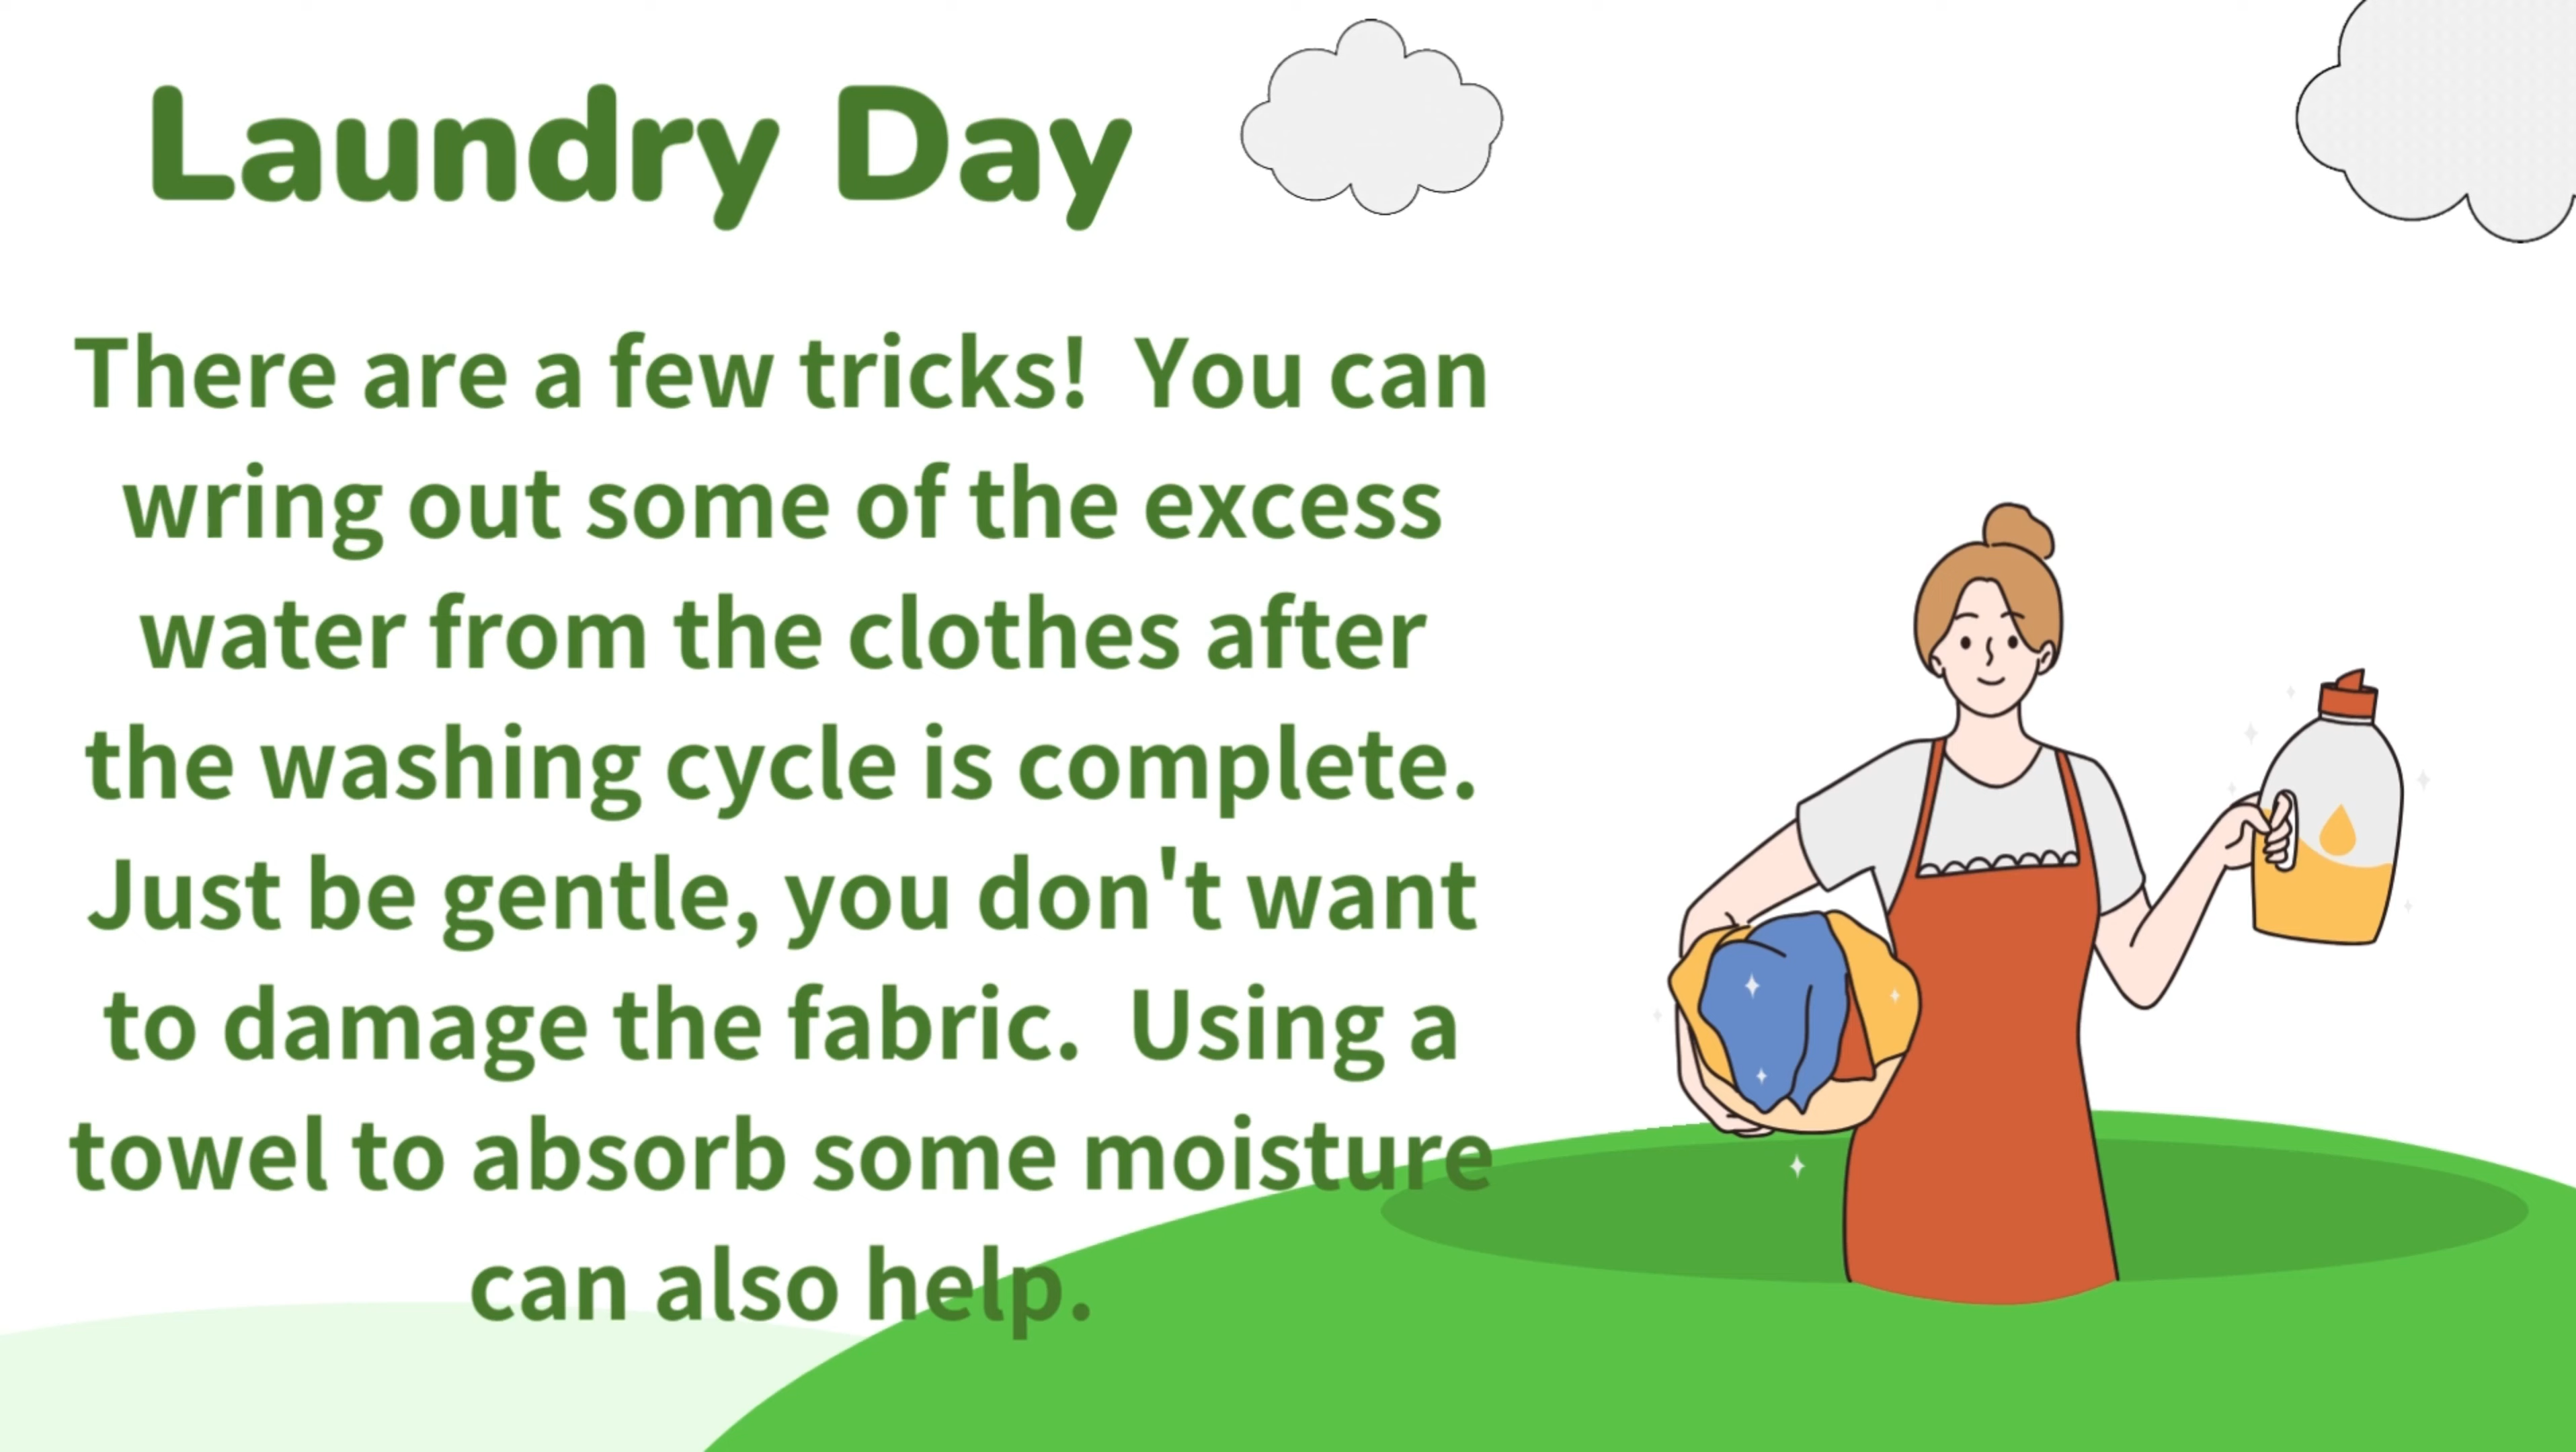 Laundry Day
There are a few tricks!  You can
wring out some of the excess
water from the clothes after
the washing cycle is complete.
Just be gentle, you don't want
to damage the fabric.  Using a
towel to absorb some moisture
can also help.